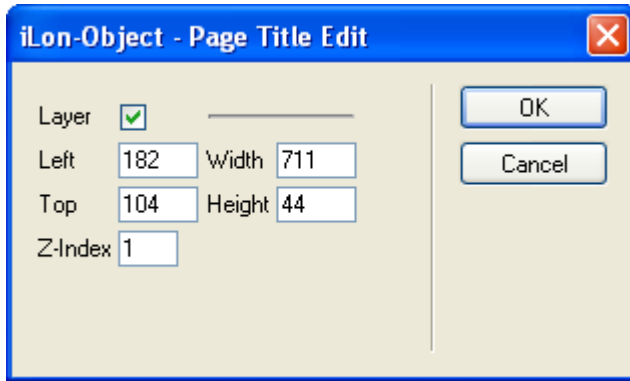 iLon-Object - Page Title Edit
Layer
OK
Left 182 Width 711
Cancel
Top 104 Height 44
Z-Index 1